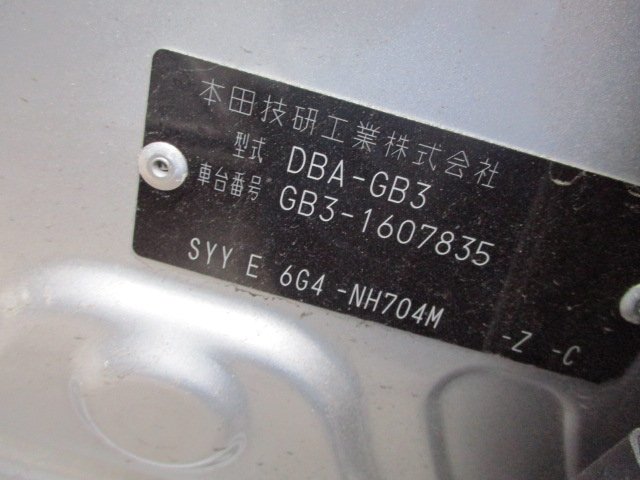 本田技研工業株式会社
型式 DBA-GB3
車台番号 GB3-1607835
SYY E 6G4 -NH704M -Z -C